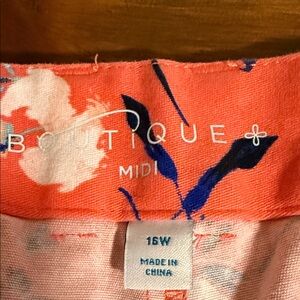 BOUTIQUE +
MIDI
16W
MADE IN
CHINA